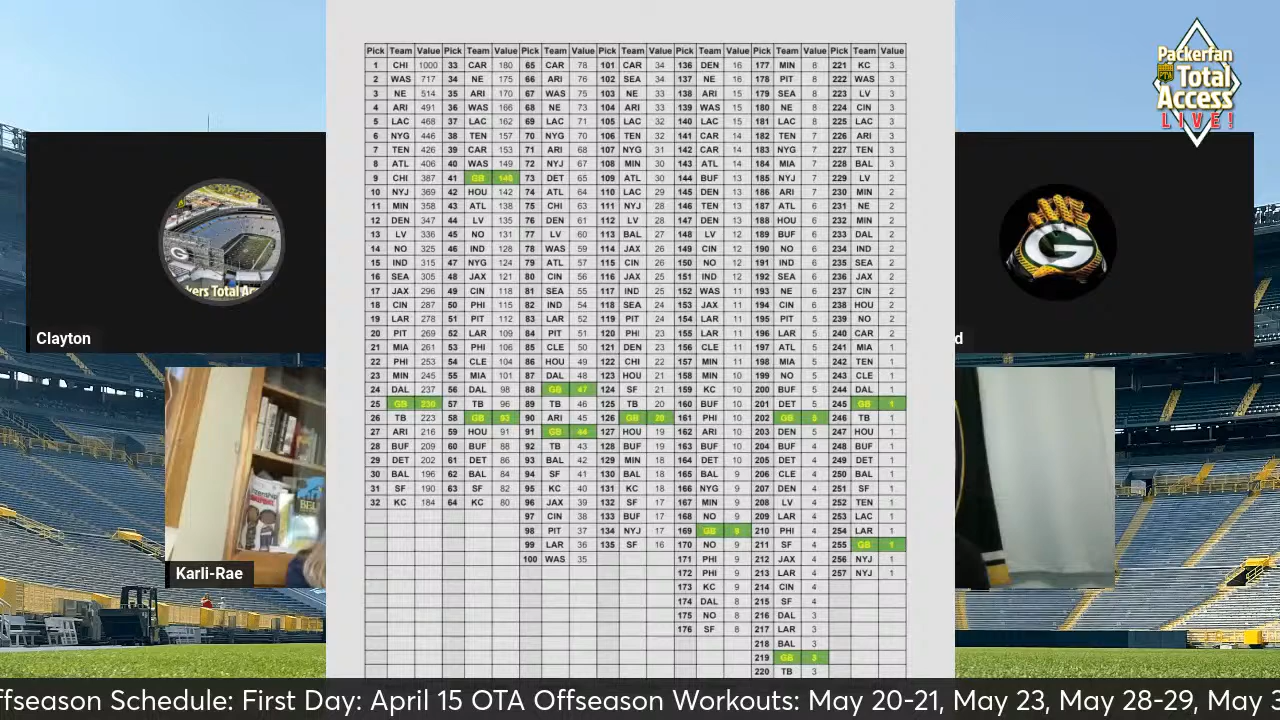 Packerfan
Total
Access
LIVE!
Pick Team Value Pick Team Value Pick Team Value Pick Team Value Pick Team Value Pick Team Value Pick Team Value
1 CHI 1000 33 CAR 180 65 CAR 78 101 CAR 34 136 DEN 16 177 MIN 8 221 KC 3
2 WAS 717 34 NE 175 66 ARI 76 102 SEA 34 137 NE 16 178 PIT 8 222 WAS 3
3 NE 514 35 ARI 170 67 WAS 75 103 NE 33 138 ARI 15 179 SEA 8 223 LV 3
4 ARI 491 36 WAS 166 68 NE 73 104 ARI 33 139 WAS 15 180 NE 8 224 CIN 3
5 LAC 468 37 LAC 162 69 LAC 71 105 LAC 32 140 LAC 15 181 LAC 8 225 LAC 3
6 NYG 446 38 TEN 157 70 NYG 70 106 TEN 32 141 CAR 14 182 TEN 7 226 ARI 3
7 TEN 426 39 CAR 153 71 ARI 68 107 NYG 31 142 CAR 14 183 NYG 7 227 TEN 3
8 ATL 406 40 WAS 149 72 NYJ 67 108 MIN 30 143 ATL 14 184 MIA 7 228 BAL 3
9 CHI 387 41 GB 146 73 DET 65 109 ATL 30 144 BUF 13 185 NYJ 7 229 LV 2
10 NYJ 369 42 HOU 142 74 ATL 64 110 LAC 29 145 DEN 13 186 ARI 7 230 MIN 2
11 MIN 358 43 ATL 138 75 CHI 63 111 NYJ 28 146 TEN 13 187 ATL 6 231 NE 2
12 DEN 347 44 LV 135 76 DEN 61 112 LV 28 147 DEN 13 188 HOU 6 232 MIN 2
13 LV 336 45 NO 131 77 LV 60 113 BAL 27 148 LV 12 189 BUF 6 233 DAL 2
14 NO 325 46 IND 128 78 WAS 59 114 JAX 26 149 CIN 12 190 NO 6 234 IND 2
15 IND 315 47 NYG 124 79 ATL 57 115 CIN 26 150 NO 12 191 IND 6 235 SEA 2
16 SEA 305 48 JAX 121 80 CIN 56 116 JAX 25 151 IND 12 192 SEA 6 236 JAX 2
17 JAX 296 49 CIN 118 81 SEA 55 117 IND 25 152 WAS 11 193 NE 6 237 CIN 2
18 CIN 287 50 PHI 115 82 IND 54 118 SEA 24 153 JAX 11 194 CIN 6 238 HOU 2
19 LAR 278 51 PIT 112 83 LAR 52 119 PIT 24 154 LAR 11 195 PIT 5 239 NO 2
20 PIT 269 52 LAR 109 84 PIT 51 120 PHI 23 155 LAR 11 196 LAR 5 240 CAR 2
21 MIA 261 53 PHI 106 85 CLE 50 121 DEN 23 156 CLE 11 197 ATL 5 241 MIA 1
22 PHI 253 54 CLE 104 86 HOU 49 122 CHI 22 157 MIN 11 198 MIA 5 242 TEN 1
23 MIN 245 55 MIA 101 87 DAL 48 123 HOU 21 158 MIN 10 199 NO 5 243 CLE 1
24 DAL 237 56 DAL 98 88 GB 47 124 SF 21 159 KC 10 200 BUF 5 244 DAL 1
25 GB 230 57 TB 96 89 TB 46 125 TB 20 160 BUF 10 201 DET 5 245 GB 1
26 TB 223 58 GB 93 90 ARI 45 126 GB 20 161 PHI 10 202 GB 5 246 TB 1
27 ARI 216 59 HOU 91 91 GB 44 127 HOU 19 162 ARI 10 203 DEN 5 247 HOU 1
28 BUF 209 60 BUF 88 92 TB 43 128 BUF 19 163 BUF 10 204 BUF 4 248 BUF 1
29 DET 202 61 DET 86 93 BAL 42 129 MIN 18 164 DET 10 205 DET 4 249 DET 1
30 BAL 196 62 BAL 84 94 SF 41 130 BAL 18 165 BAL 9 206 CLE 4 250 BAL 1
31 SF 190 63 SF 82 95 KC 40 131 KC 18 166 NYG 9 207 DEN 4 251 SF 1
32 KC 184 64 KC 80 96 JAX 39 132 SF 17 167 MIN 9 208 LV 4 252 TEN 1
97 CIN 38 133 BUF 17 168 NO 9 209 LAR 4 253 LAC 1
98 PIT 37 134 NYJ 17 169 GB 9 210 PHI 4 254 LAR 1
99 LAR 36 135 SF 16 170 NO 9 211 SF 4 255 GB 1
100 WAS 35 171 PHI 9 212 JAX 4 256 NYJ 1
172 PHI 9 213 LAR 4 257 NYJ 1
173 KC 9 214 CIN 4
174 DAL 8 215 SF 4
175 NO 8 216 DAL 3
176 SF 8 217 LAR 3
218 BAL 3
219 GB 3
220 TB 3
Clayton
d
Karli-Rae
ffseason Schedule: First Day: April 15 OTA Offseason Workouts: May 20-21, May 23, May 28-29, May 3